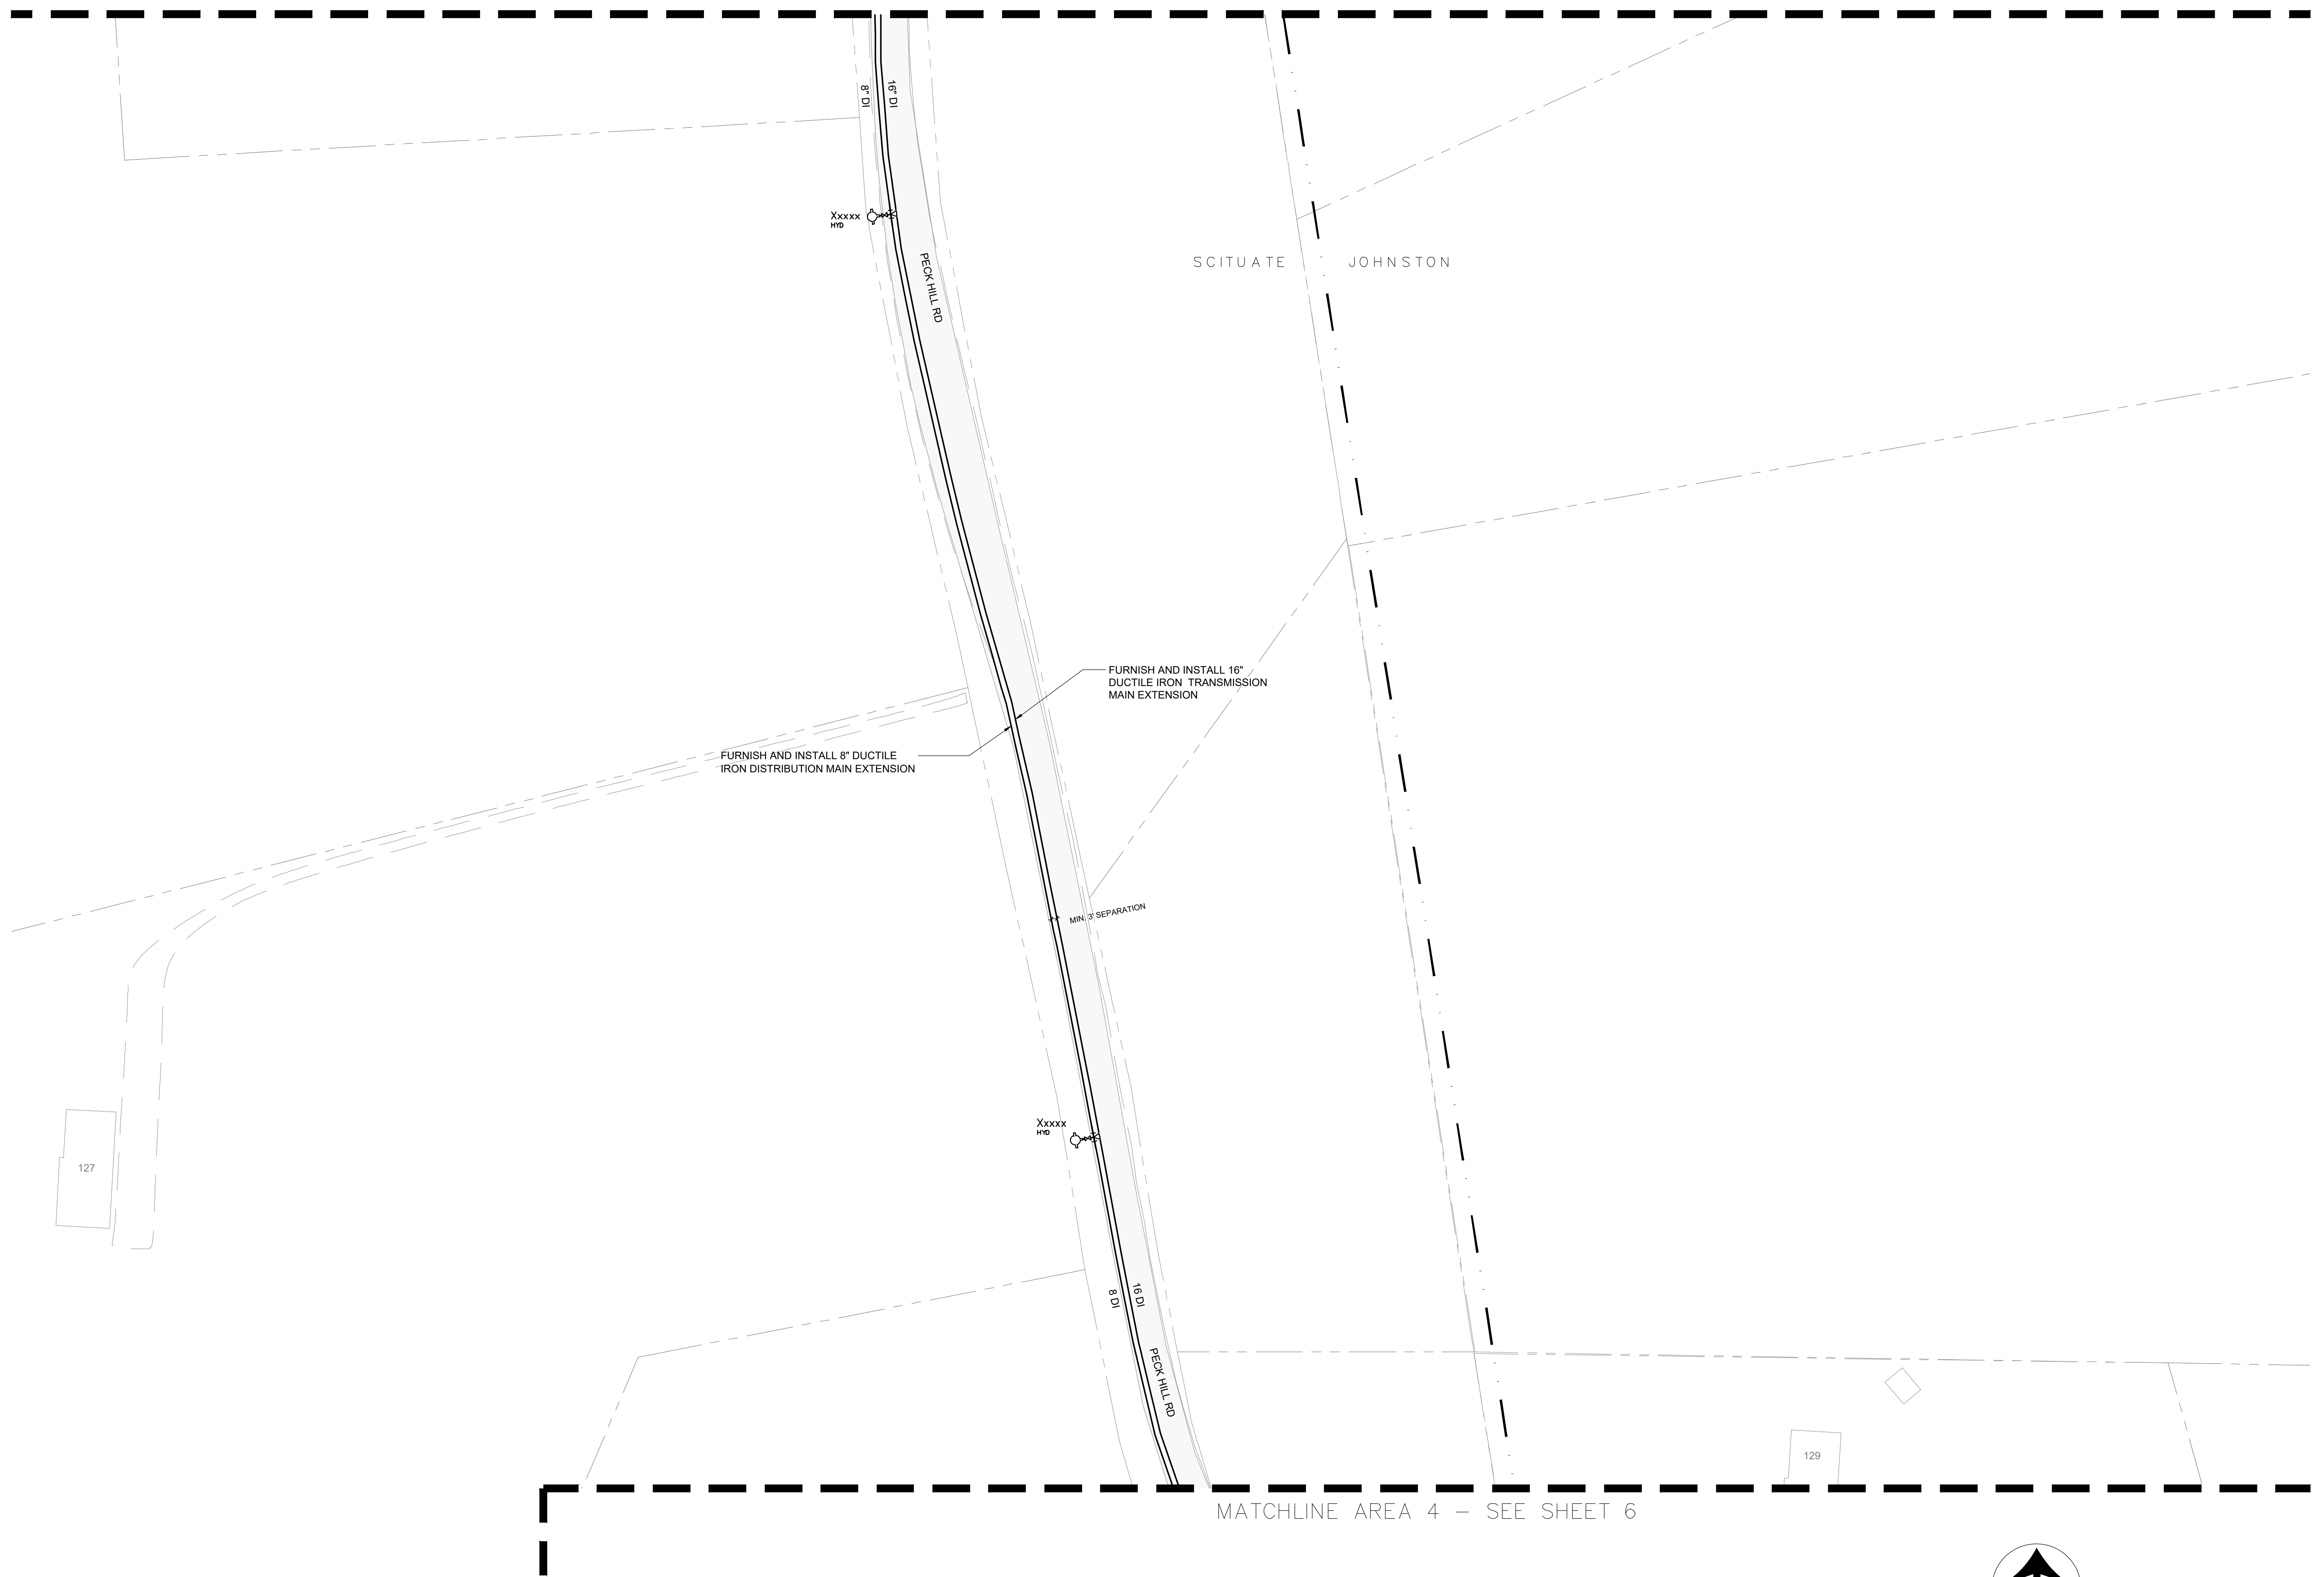 8" DI
16" DI
Xxxxx
HYD
PECK HILL RD
SCITUATE
JOHNSTON
FURNISH AND INSTALL 16"
DUCTILE IRON TRANSMISSION
MAIN EXTENSION
FURNISH AND INSTALL 8" DUCTILE
IRON DISTRIBUTION MAIN EXTENSION
MIN. 3' SEPARATION
Xxxxx
HYD
127
8 DI
16 DI
PECK HILL RD
129
MATCHLINE AREA 4 - SEE SHEET 6